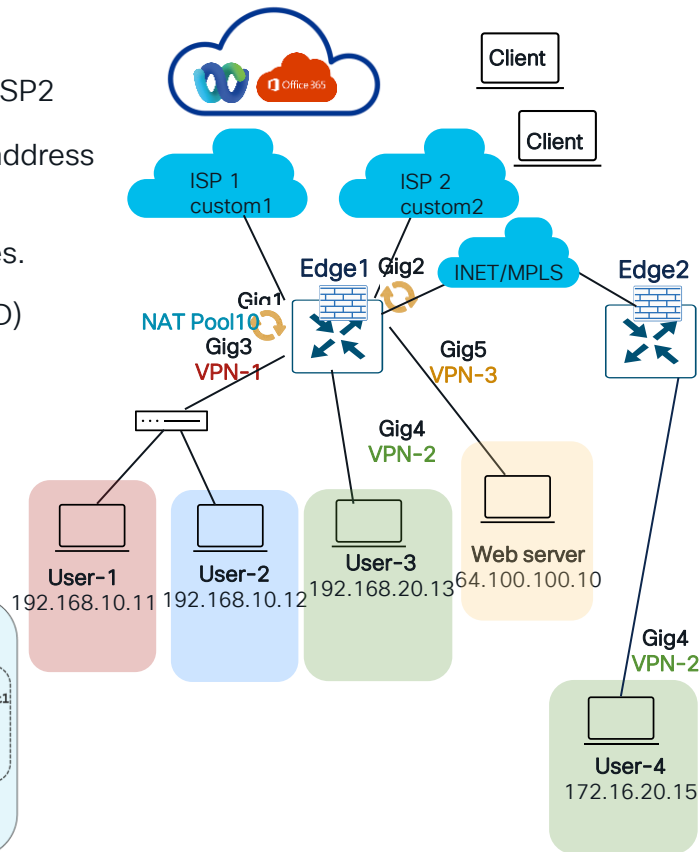 SP2
address
es.
O)
Office 365
Client
Client
ISP 1
custom1
ISP 2
custom2
INET/MPLS
Edge1
Gig2
Edge2
Gig1
NAT Pool10
Gig3
VPN-1
Gig5
VPN-3
Gig4
VPN-2
User-1
192.168.10.11
User-2
192.168.10.12
User-3
192.168.20.13
Web server
64.100.100.10
Gig4
VPN-2
User-4
172.16.20.15